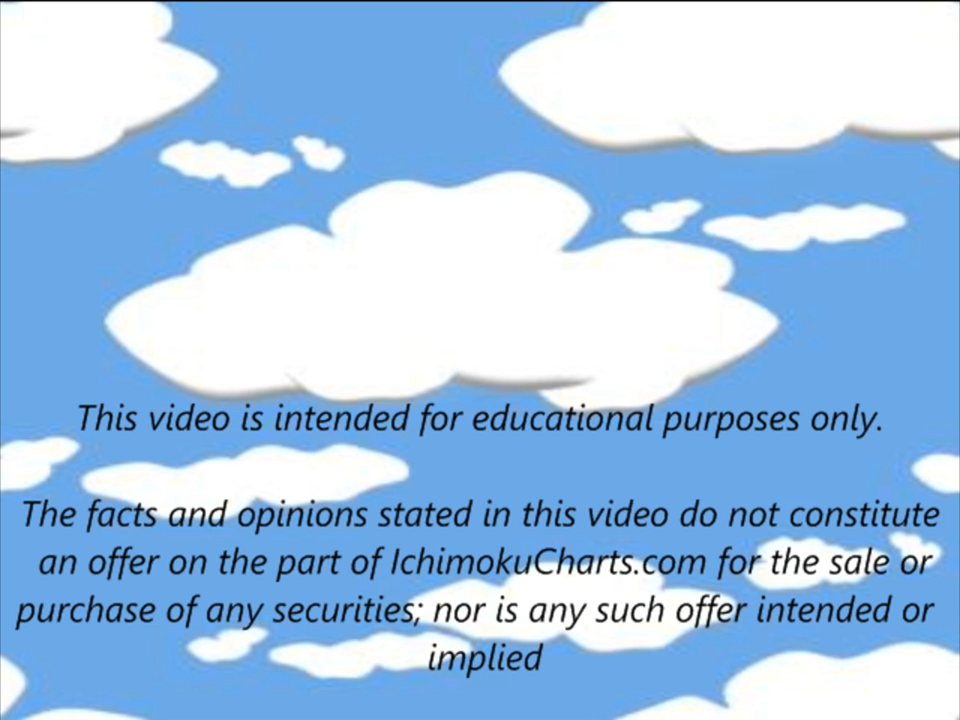 This video is intended for educational purposes only.
The facts and opinions stated in this video do not constitute
an offer on the part of IchimokuCharts.com for the sale or
purchase of any securities; nor is any such offer intended or
implied